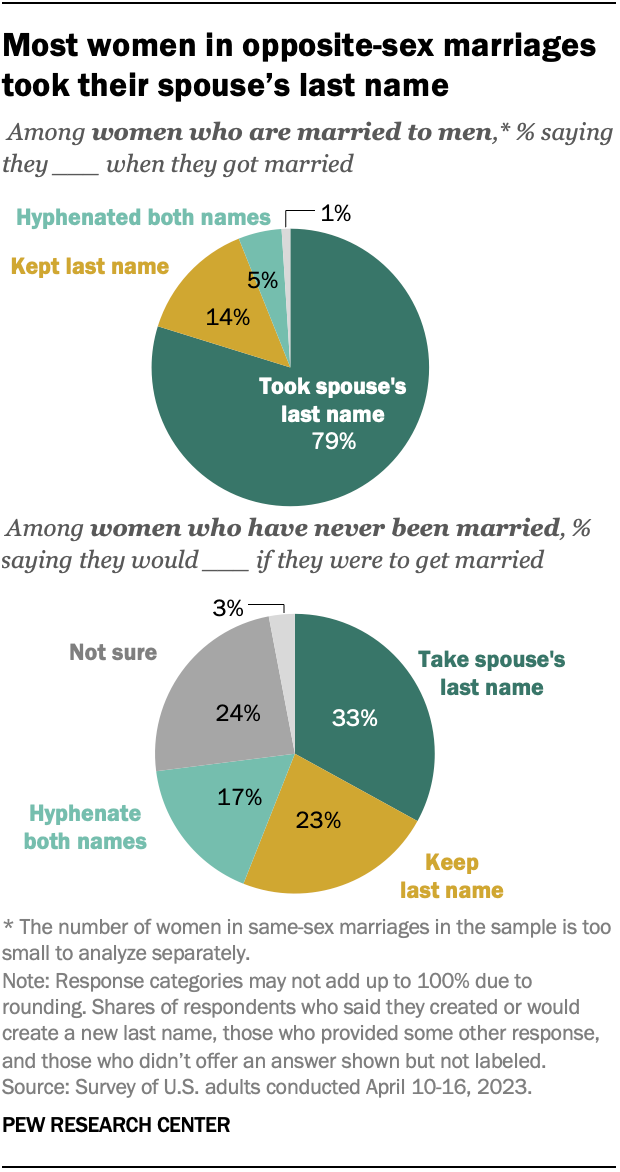 Most women in opposite-sex marriages
took their spouse's last name
Among women who are married to men,* % saying
they ___ when they got married
Hyphenated both names
1%
Kept last name
5%
14%
Took spouse's
last name
79%
Among women who have never been married, %
saying they would ___ if they were to get married
3%
Not sure
Take spouse's
last name
24%
33%
17%
23%
Hyphenate
both names
Keep
last name
* The number of women in same-sex marriages in the sample is too
small to analyze separately.
Note: Response categories may not add up to 100% due to
rounding. Shares of respondents who said they created or would
create a new last name, those who provided some other response,
and those who didn't offer an answer shown but not labeled.
Source: Survey of U.S. adults conducted April 10-16, 2023.
PEW RESEARCH CENTER